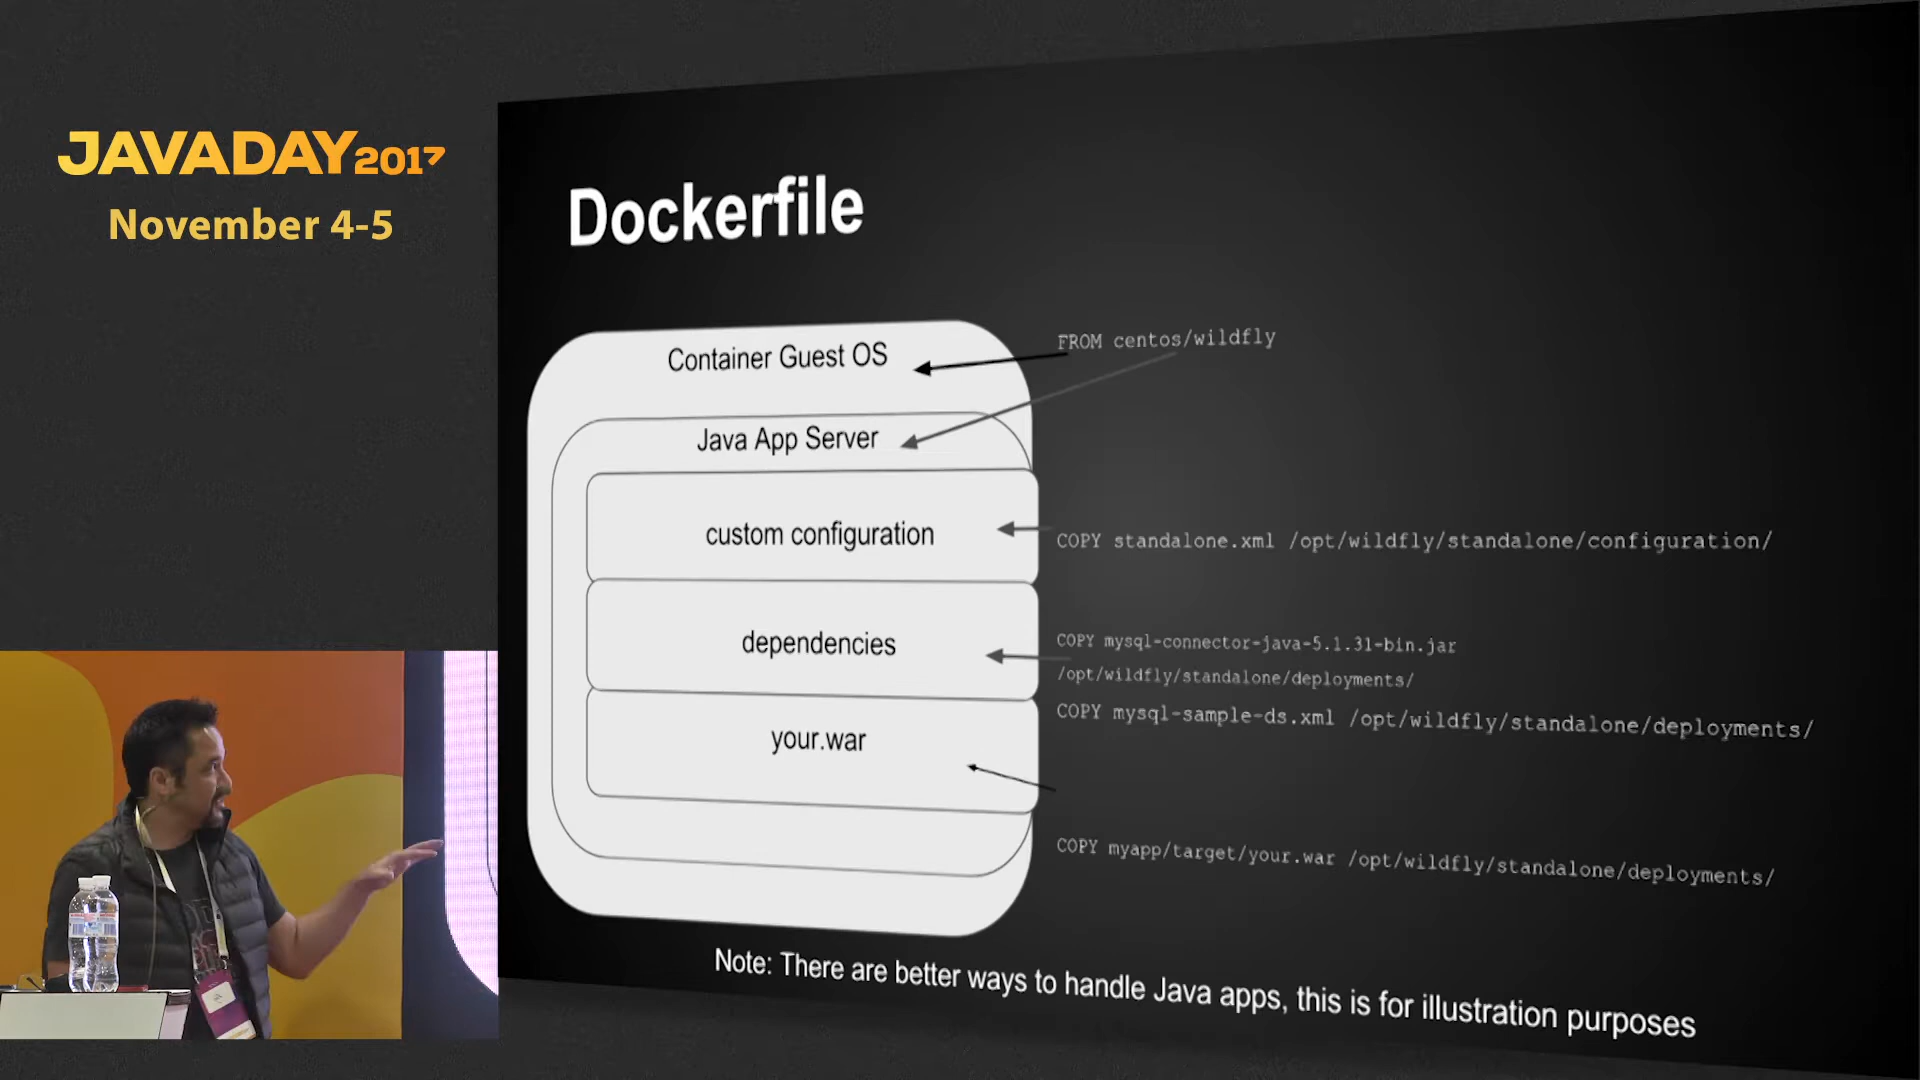 JAVADAY2017
November 4-5
Dockerfile
Container Guest OS
FROM centos/wildfly
Java App Server
custom configuration
COPY standalone.xml /opt/wildfly/standalone/configuration/
dependencies
COPY mysql-connector-java-5.1.31-bin.jar
/opt/wildfly/standalone/deployments/
COPY mysql-sample-ds.xml /opt/wildfly/standalone/deployments/
your.war
COPY myapp/target/your.war /opt/wildfly/standalone/deployments/
Note: There are better ways to handle Java apps, this is for illustration purposes